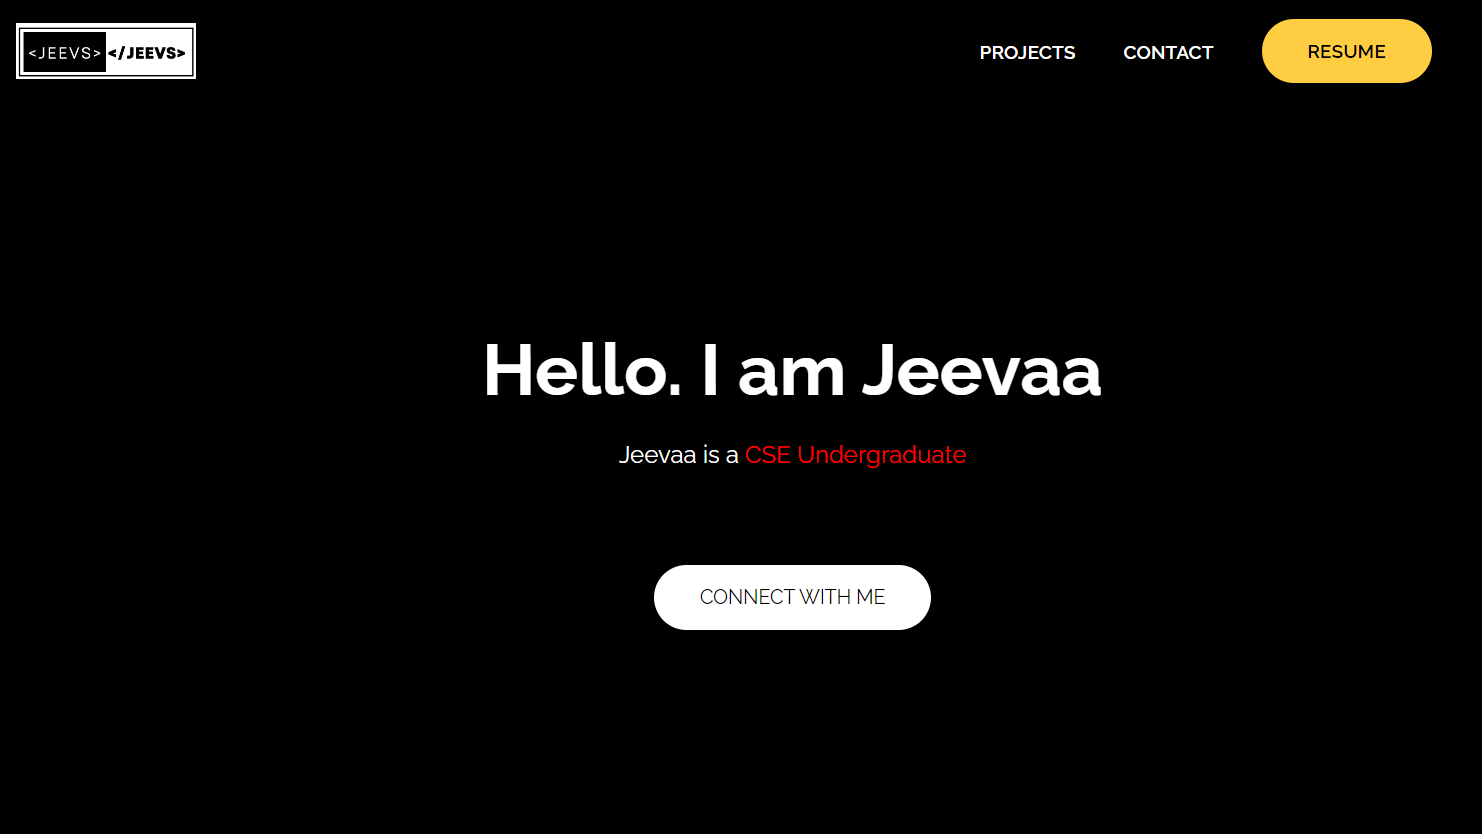 <JEEVS> </JEEVS>
PROJECTS CONTACT RESUME
Hello. I am Jeevaa
Jeevaa is a CSE Undergraduate
CONNECT WITH ME